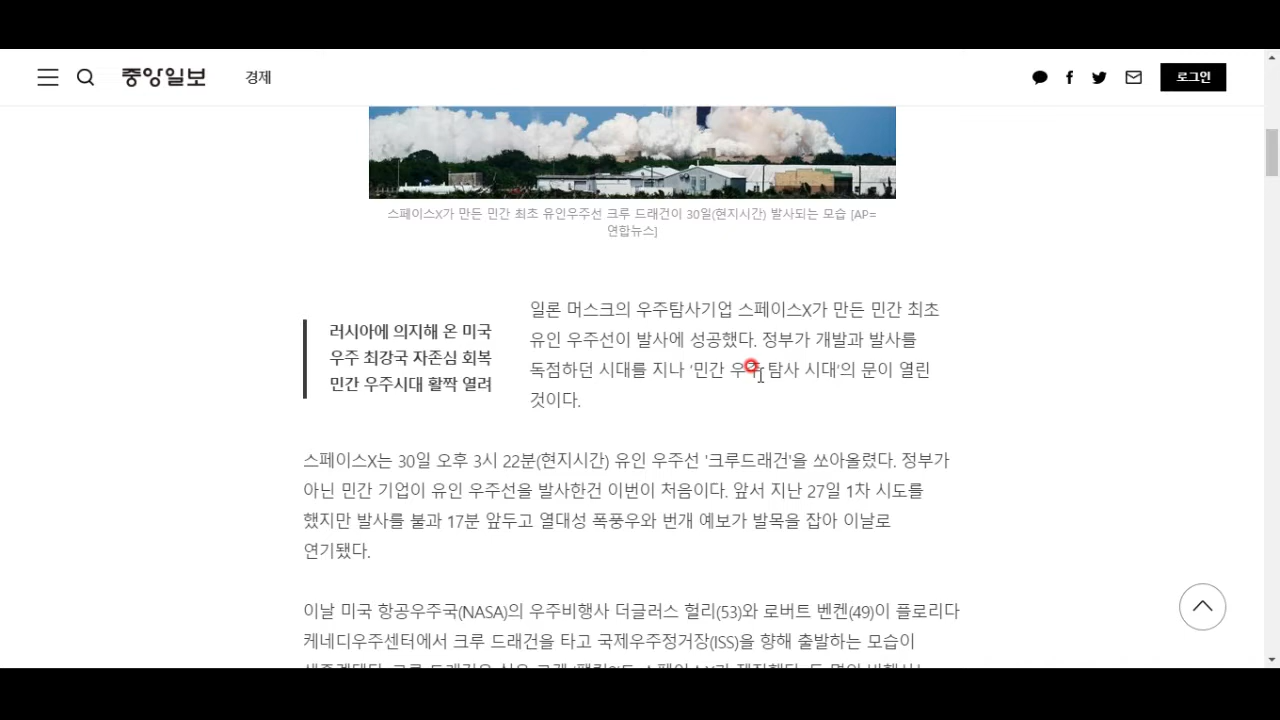 중앙일보
경제
로그인
스페이스X가 만든 민간 최초 유인우주선 크루 드래건이 30일(현지시간) 발사되는 모습 [AP=
연합뉴스]
러시아에 의지해 온 미국
우주 최강국 자존심 회복
민간 우주시대 활짝 열려
일론 머스크의 우주탐사기업 스페이스X가 만든 민간 최초
유인 우주선이 발사에 성공했다. 정부가 개발과 발사를
독점하던 시대를 지나 ‘민간 우주 탐사 시대’의 문이 열린
것이다.
스페이스X는 30일 오후 3시 22분(현지시간) 유인 우주선 '크루드래건'을 쏘아올렸다. 정부가
아닌 민간 기업이 유인 우주선을 발사한건 이번이 처음이다. 앞서 지난 27일 1차 시도를
했지만 발사를 불과 17분 앞두고 열대성 폭풍우와 번개 예보가 발목을 잡아 이날로
연기됐다.
이날 미국 항공우주국(NASA)의 우주비행사 더글러스 헐리(53)와 로버트 벤켄(49)이 플로리다
케네디우주센터에서 크루 드래건을 타고 국제우주정거장(ISS)을 향해 출발하는 모습이